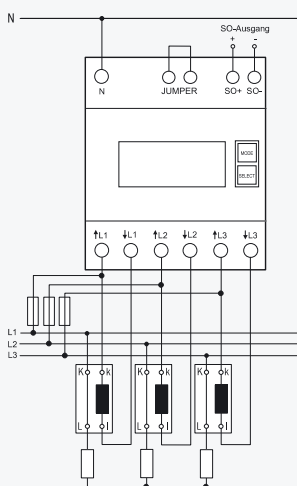 SO-Ausgang
N + -
N JUMPER SO+ SO-
MODE
SELECT
↑L1 ↓L1 ↑L2 ↓L2 ↑L3 ↓L3
L1
L2
L3
K k K k K k
L l L l L l